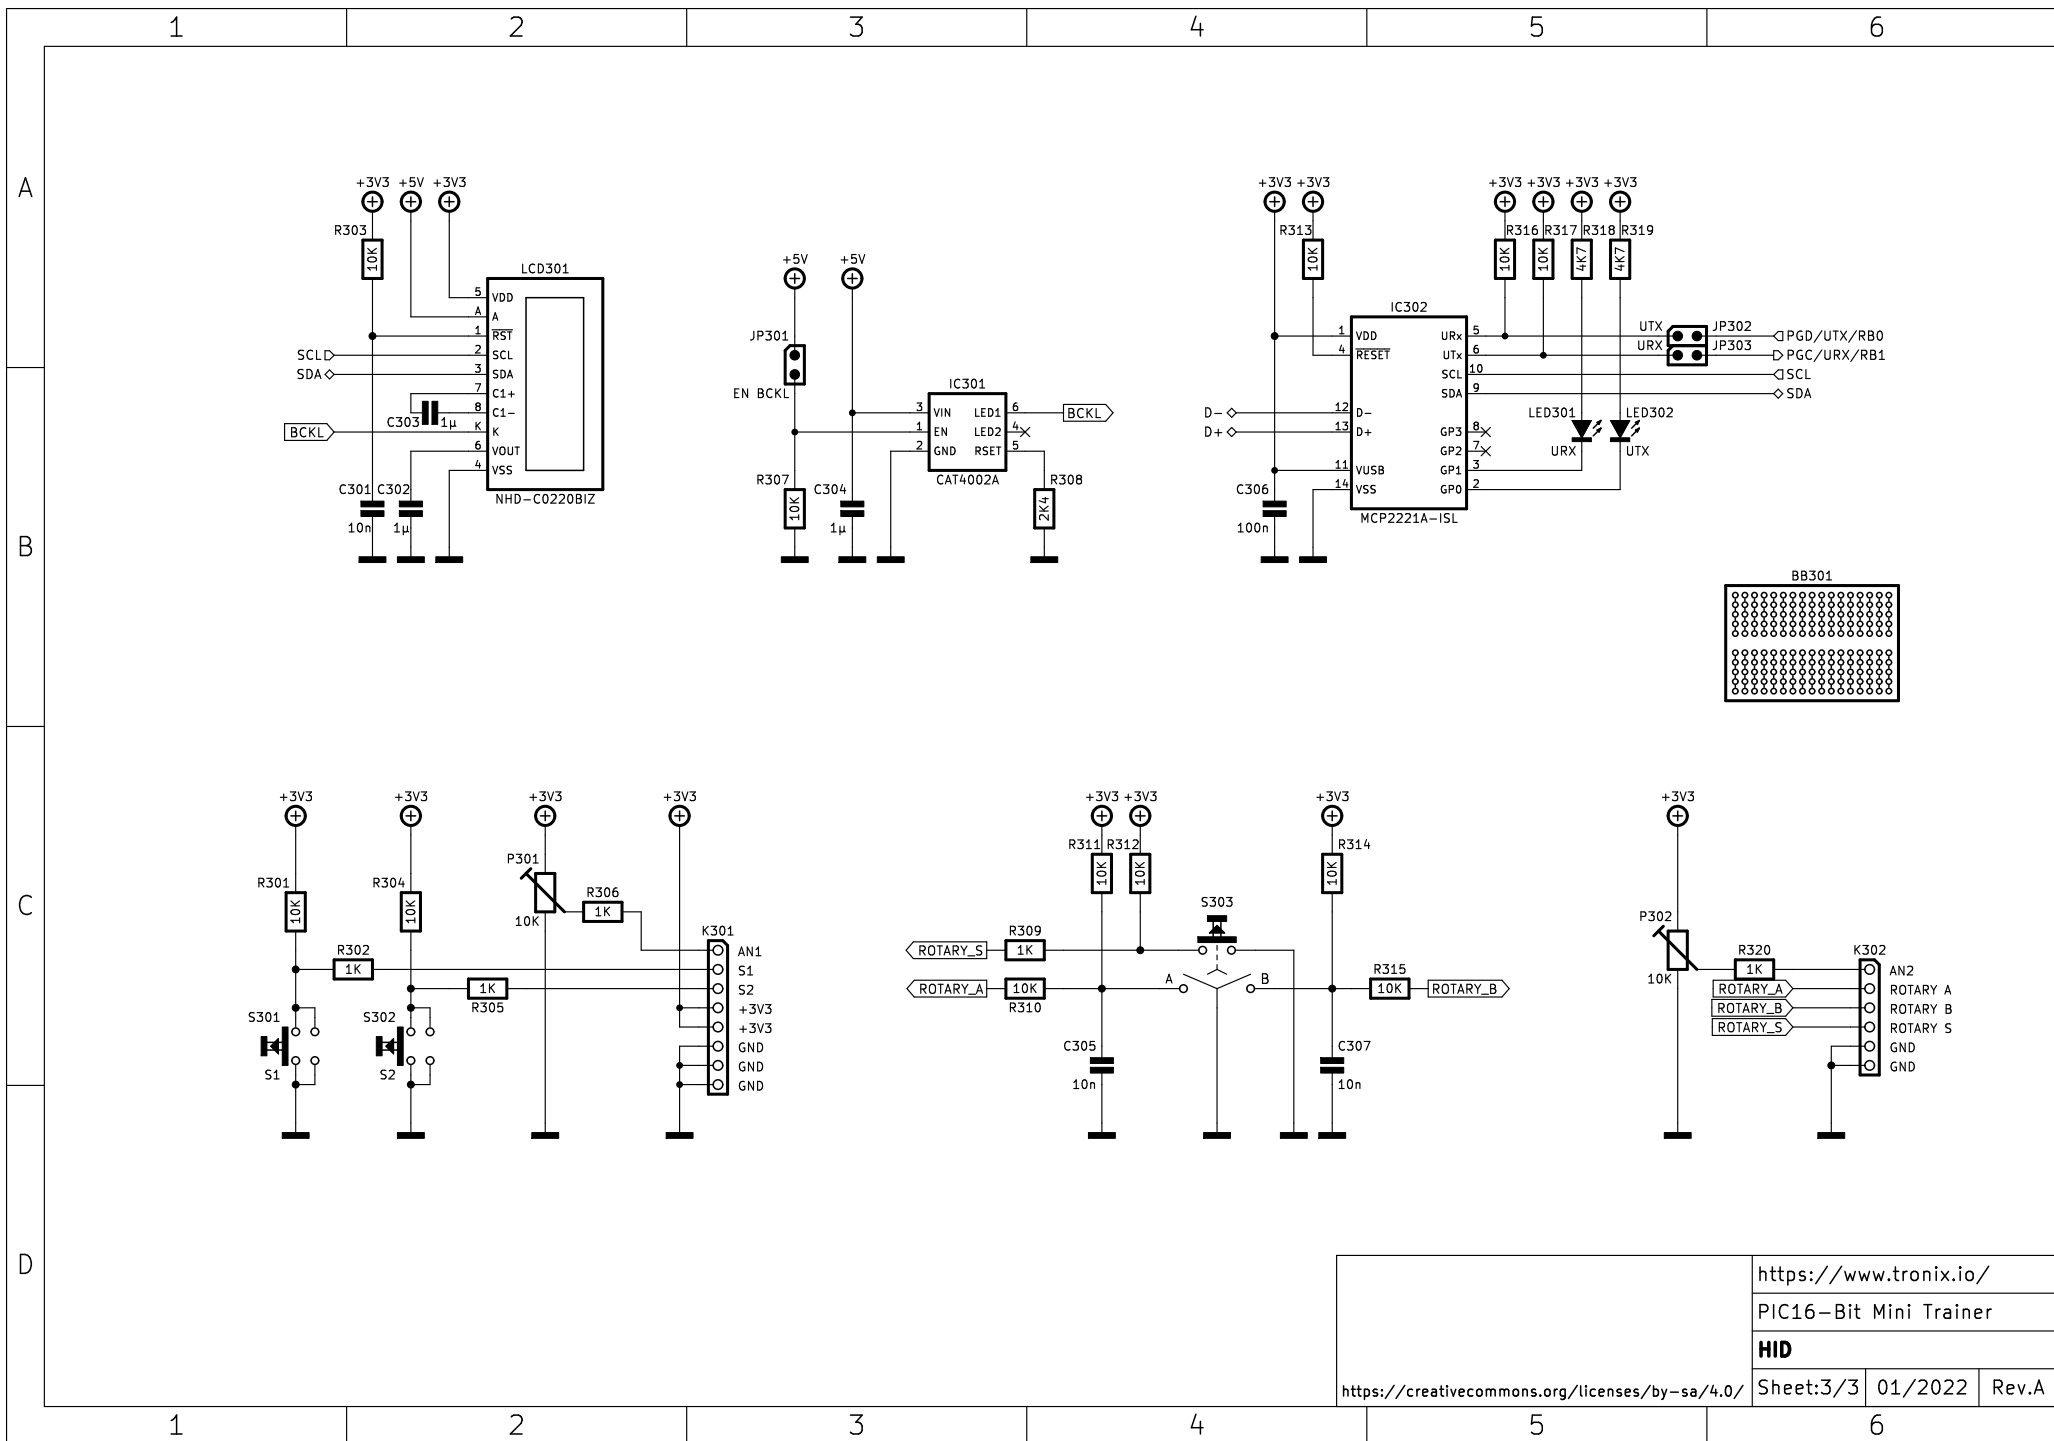 1 2 3 4 5 6
A
+3V3 +5V +3V3
R303
10K
LCD301
5 VDD
A A
1 RST
2 SCL
3 SDA
7 C1+
8 C1-
K K
6 VOUT
4 VSS
SCL
SDA
C303 1µ
BCKL
C301 C302
10n 1µ
NHD-C0220BIZ
+5V +5V
JP301
EN BCKL
IC301
3 VIN LED1 6
1 EN LED2 4
2 GND RSET 5
CAT4002A
BCKL
R307
10K
C304
1µ
R308
2K4
+3V3 +3V3
R313
10K
+3V3 +3V3 +3V3 +3V3
R316 R317 R318 R319
10K 10K 4K7 4K7
IC302
1 VDD URx 5
4 RESET UTx 6
SCL 10
SDA 9
12 D-
13 D+ GP3 8
GP2 7
11 VUSB GP1 3
14 VSS GP0 2
MCP2221A-ISL
D-
D+
C306
100n
UTX JP302 PGD/UTX/RB0
URX JP303 PGC/URX/RB1
SCL
SDA
LED301 LED302
URX UTX
B
BB301
C
+3V3 +3V3 +3V3 +3V3
R301
10K
R302
1K
R304
10K
1K
R305
P301
10K
R306
1K
S301
S1
S302
S2
K301
AN1
S1
S2
+3V3
+3V3
GND
GND
GND
+3V3 +3V3 +3V3
R311 R312 R314
10K 10K 10K
S303
ROTARY_S
R309
1K
ROTARY_A
10K
R310
A B
R315
10K
ROTARY_B
C305
10n
C307
10n
+3V3
P302
10K
R320
1K
ROTARY_A
ROTARY_B
ROTARY_S
K302
AN2
ROTARY A
ROTARY B
ROTARY S
GND
GND
D
https://www.tronix.io/
PIC16-Bit Mini Trainer
HID
https://creativecommons.org/licenses/by-sa/4.0/
Sheet:3/3 01/2022 Rev.A
1 2 3 4 5 6